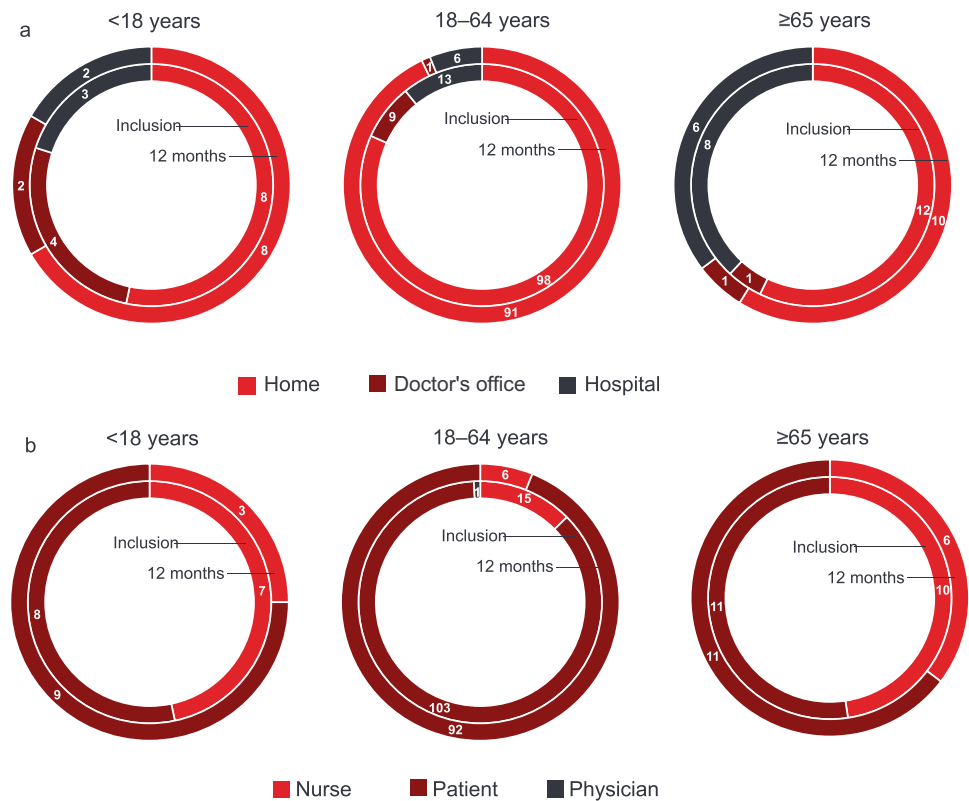 a
<18 years
18–64 years
≥65 years
2
3
Inclusion
12 months
2
4
8
8
6
1
13
9
Inclusion
12 months
98
91
6
8
Inclusion
12 months
12
10
1
1
Home
Doctor's office
Hospital
b
<18 years
18–64 years
≥65 years
3
Inclusion
12 months
7
8
9
6
1
15
Inclusion
12 months
103
92
6
Inclusion
12 months
10
11
11
Nurse
Patient
Physician